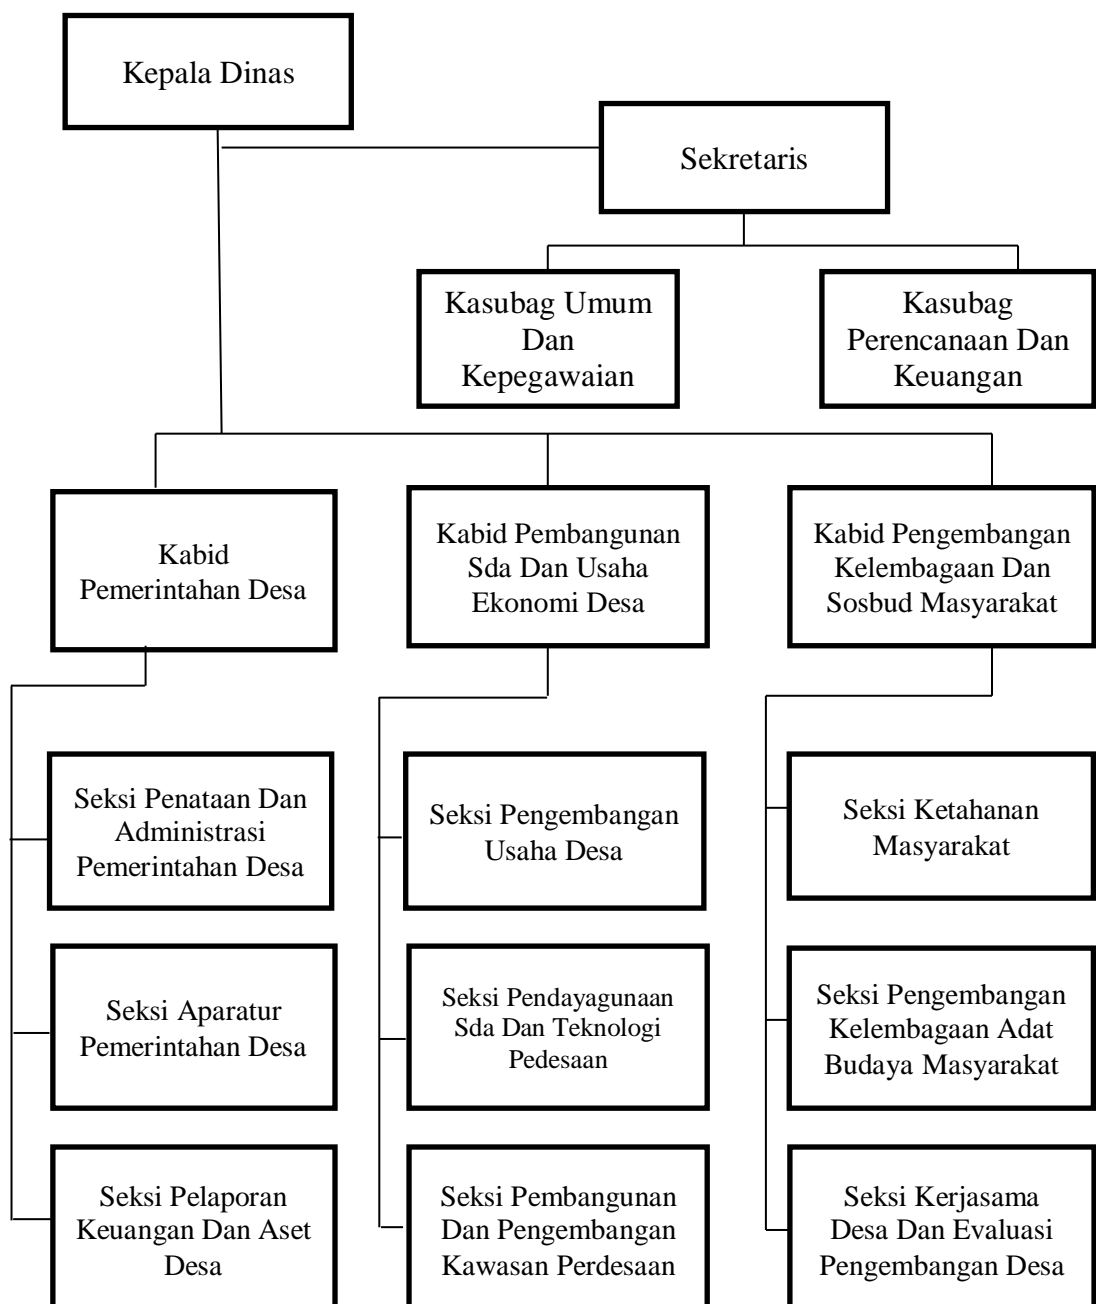 Kepala Dinas
Sekretaris
Kasubag Umum
Dan
Kepegawaian
Kasubag
Perencanaan Dan
Keuangan
Kabid
Pemerintahan Desa
Kabid Pembangunan
Sda Dan Usaha
Ekonomi Desa
Kabid Pengembangan
Kelembagaan Dan
Sosbud Masyarakat
Seksi Penataan Dan
Administrasi
Pemerintahan Desa
Seksi Pengembangan
Usaha Desa
Seksi Ketahanan
Masyarakat
Seksi Aparatur
Pemerintahan Desa
Seksi Pendayagunaan
Sda Dan Teknologi
Pedesaan
Seksi Pengembangan
Kelembagaan Adat
Budaya Masyarakat
Seksi Pelaporan
Keuangan Dan Aset
Desa
Seksi Pembangunan
Dan Pengembangan
Kawasan Perdesaan
Seksi Kerjasama
Desa Dan Evaluasi
Pengembangan Desa